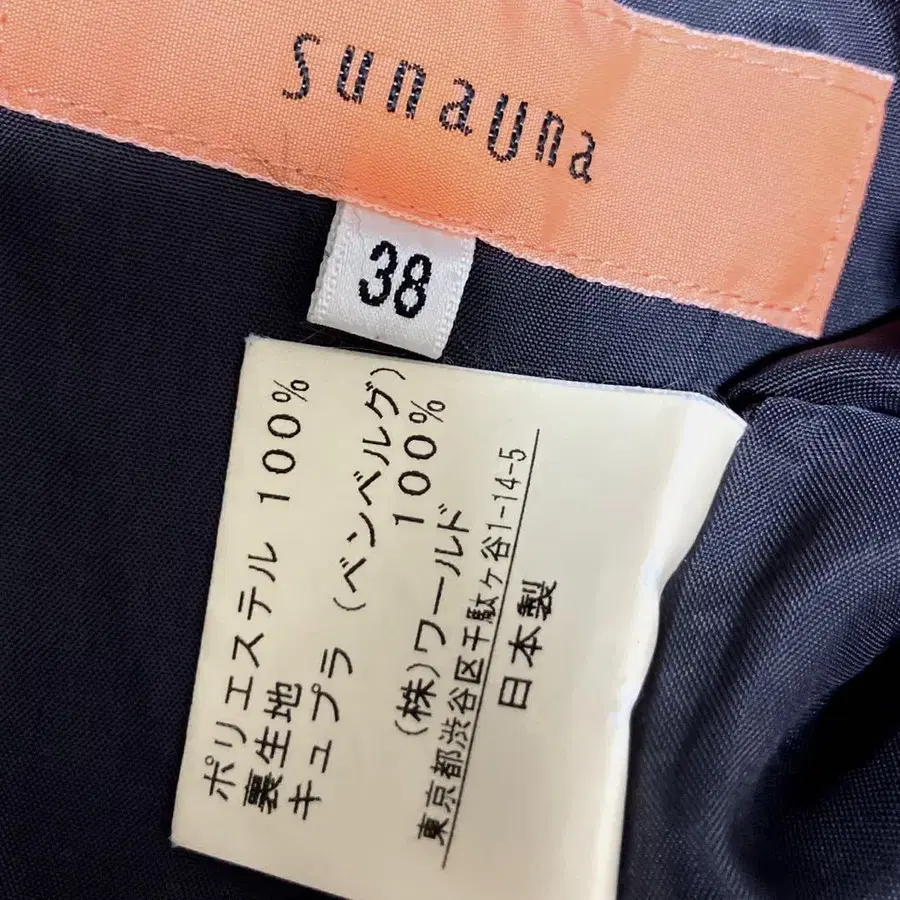 sunauna
38
ポリエステル 100%
裏生地
キュプラ (ベンベルグ)
100%
(株)ワールド
東京都渋谷区千駄ヶ谷1-14-5
日本製